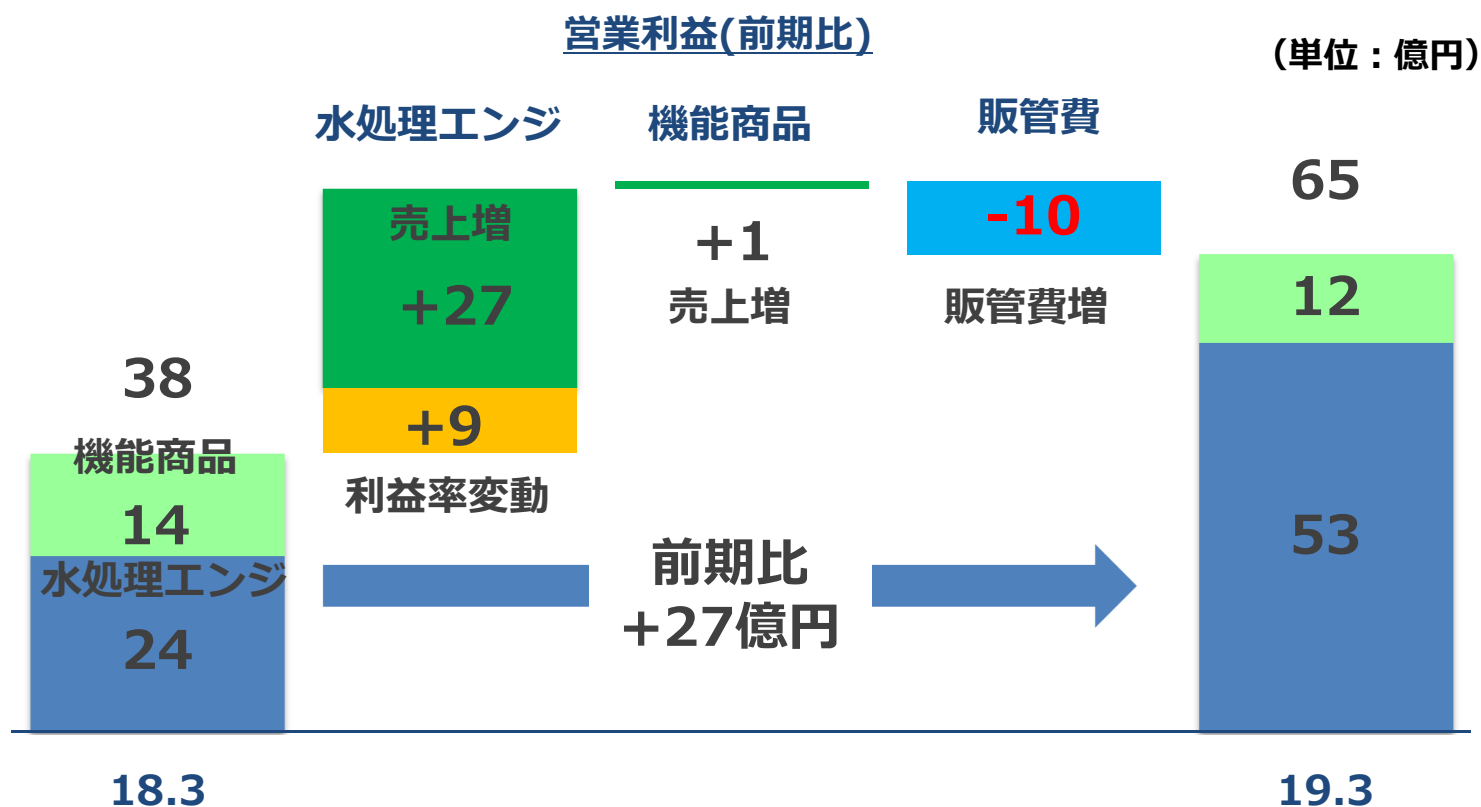 営業利益(前期比)
（単位：億円）
水処理エンジ
機能商品
販管費
売上増
+27
+9
利益率変動
+1
売上増
-10
販管費増
65
12
53
38
機能商品
14
水処理エンジ
24
前期比
+27億円
18.3
19.3